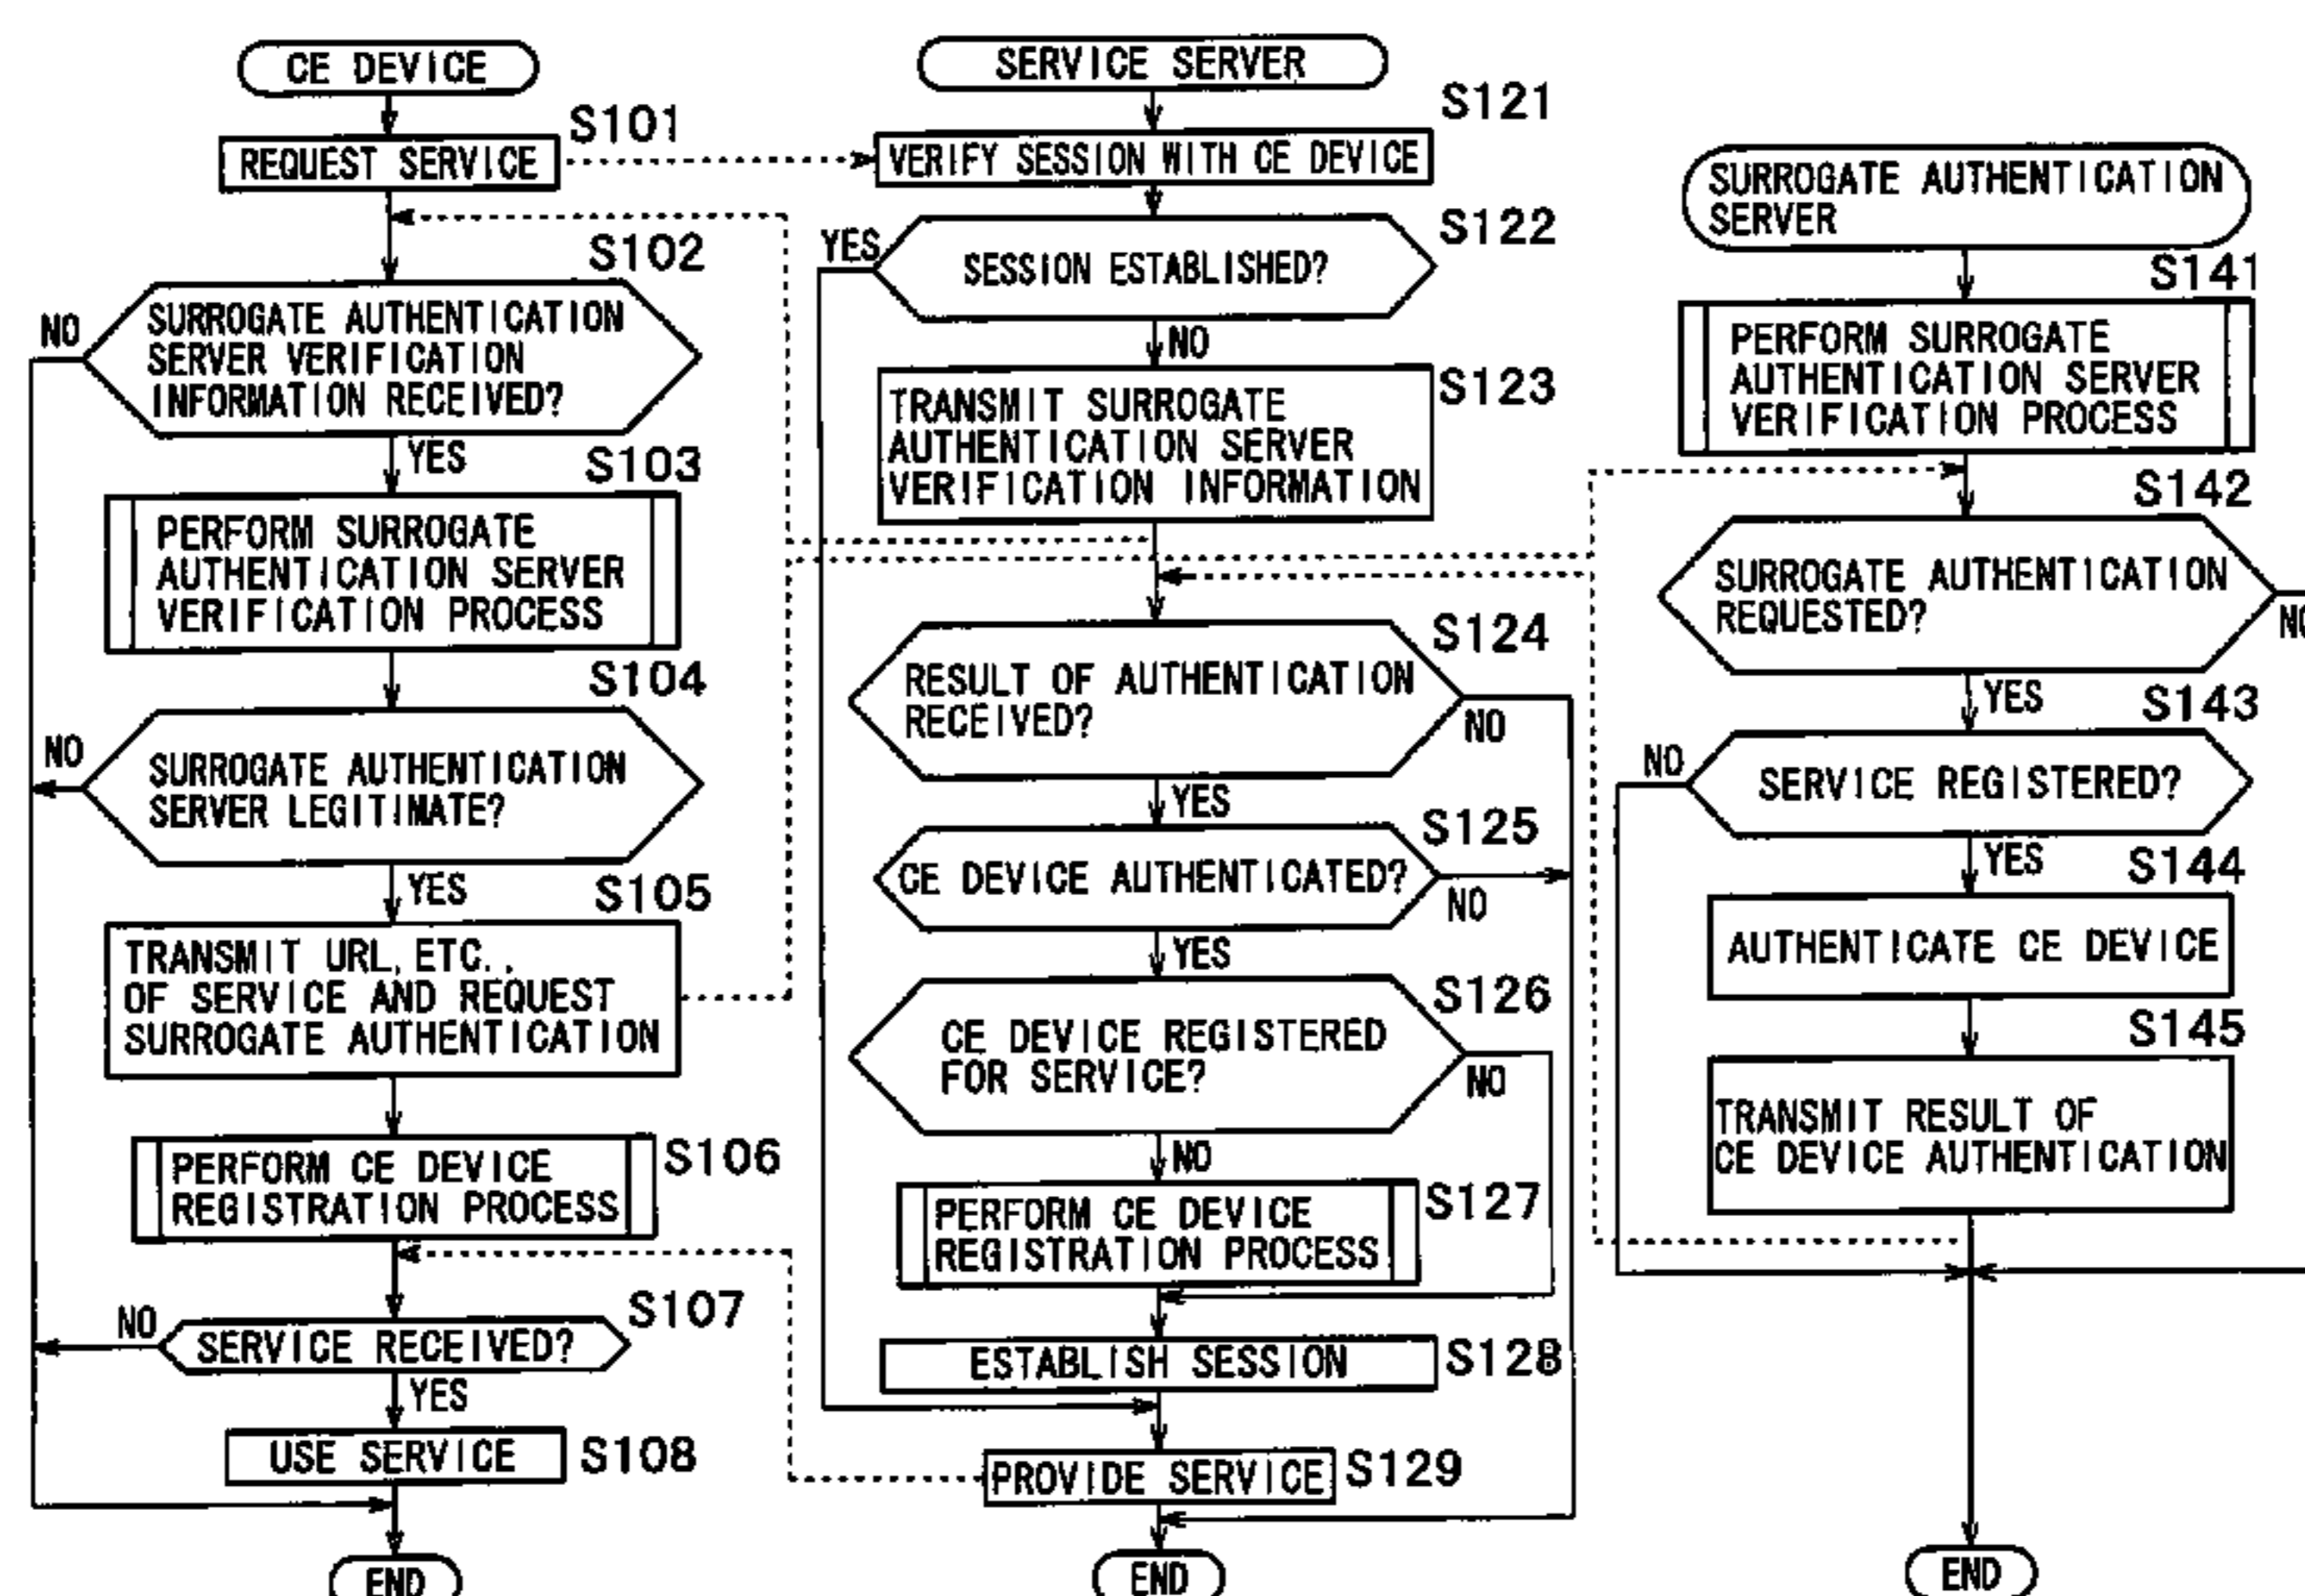 CE DEVICE
S101
REQUEST SERVICE
S102
SURROGATE AUTHENTICATION
SERVER VERIFICATION
INFORMATION RECEIVED?
NO
YES
S103
PERFORM SURROGATE
AUTHENTICATION SERVER
VERIFICATION PROCESS
S104
NO
SURROGATE AUTHENTICATION
SERVER LEGITIMATE?
YES
S105
TRANSMIT URL, ETC.,
OF SERVICE AND REQUEST
SURROGATE AUTHENTICATION
PERFORM CE DEVICE
REGISTRATION PROCESS
S106
NO
S107
SERVICE RECEIVED?
YES
USE SERVICE
S108
END
SERVICE SERVER
S121
VERIFY SESSION WITH CE DEVICE
S122
YES
SESSION ESTABLISHED?
NO
S123
TRANSMIT SURROGATE
AUTHENTICATION SERVER
VERIFICATION INFORMATION
S124
RESULT OF AUTHENTICATION
RECEIVED?
NO
YES
S125
CE DEVICE AUTHENTICATED?
NO
YES
S126
CE DEVICE REGISTERED
FOR SERVICE?
NO
NO
S127
PERFORM CE DEVICE
REGISTRATION PROCESS
ESTABLISH SESSION
S128
PROVIDE SERVICE
S129
END
SURROGATE AUTHENTICATION
SERVER
S141
PERFORM SURROGATE
AUTHENTICATION SERVER
VERIFICATION PROCESS
S142
SURROGATE AUTHENTICATION
REQUESTED?
NO
YES
S143
NO
SERVICE REGISTERED?
YES
S144
AUTHENTICATE CE DEVICE
S145
TRANSMIT RESULT OF
CE DEVICE AUTHENTICATION
END